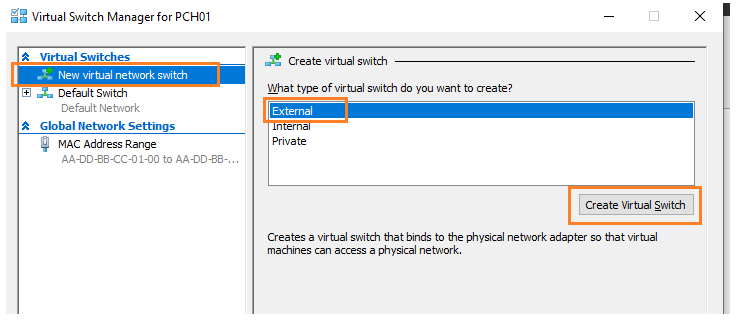 Virtual Switch Manager for PCH01
Virtual Switches
New virtual network switch
Default Switch
Default Network
Global Network Settings
MAC Address Range
AA-DD-BB-CC-01-00 to AA-DD-BB-...
Create virtual switch
What type of virtual switch do you want to create?
External
Internal
Private
Create Virtual Switch
Creates a virtual switch that binds to the physical network adapter so that virtual
machines can access a physical network.